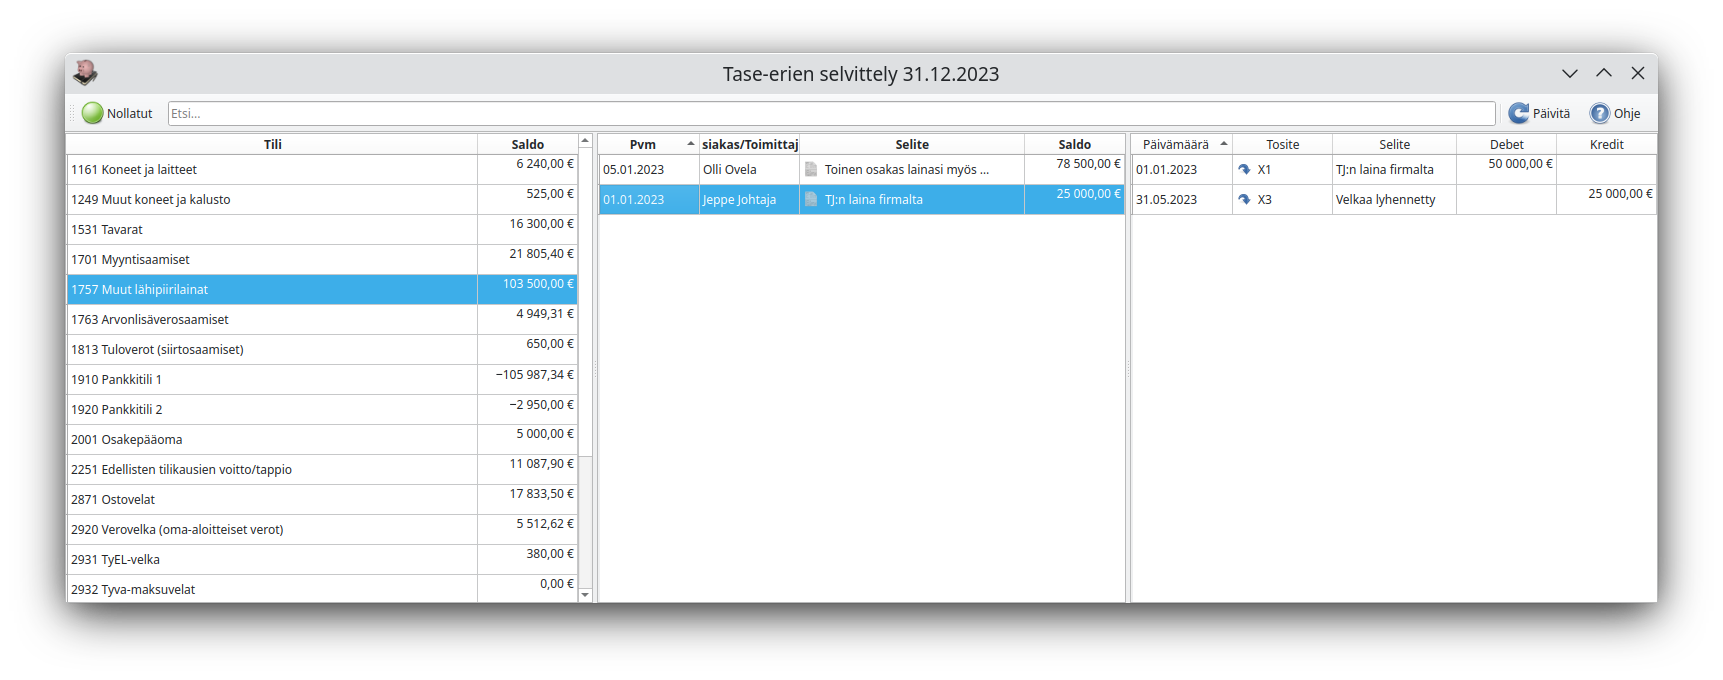 Tase-erien selvittely 31.12.2023
Nollatut Etsi... Päivitä Ohje
Tili Saldo
1161 Koneet ja laitteet 6 240,00 €
1249 Muut koneet ja kalusto 525,00 €
1531 Tavarat 16 300,00 €
1701 Myyntisaamiset 21 805,40 €
1757 Muut lähipiirilainat 103 500,00 €
1763 Arvonlisäverosaamiset 4 949,31 €
1813 Tuloverot (siirtosaamiset) 650,00 €
1910 Pankkitili 1 −105 987,34 €
1920 Pankkitili 2 −2 950,00 €
2001 Osakepääoma 5 000,00 €
2251 Edellisten tilikausien voitto/tappio 11 087,90 €
2871 Ostovelat 17 833,50 €
2920 Verovelka (oma-aloitteiset verot) 5 512,62 €
2931 TyEL-velka 380,00 €
2932 Tyva-maksuvelat 0,00 €
Pvm siakas/Toimittaj Selite Saldo
05.01.2023 Olli Ovela Toinen osakas lainasi myös ... 78 500,00 €
01.01.2023 Jeppe Johtaja TJ:n laina firmalta 25 000,00 €
Päivämäärä Tosite Selite Debet Kredit
01.01.2023 X1 TJ:n laina firmalta 50 000,00 €
31.05.2023 X3 Velkaa lyhennetty 25 000,00 €